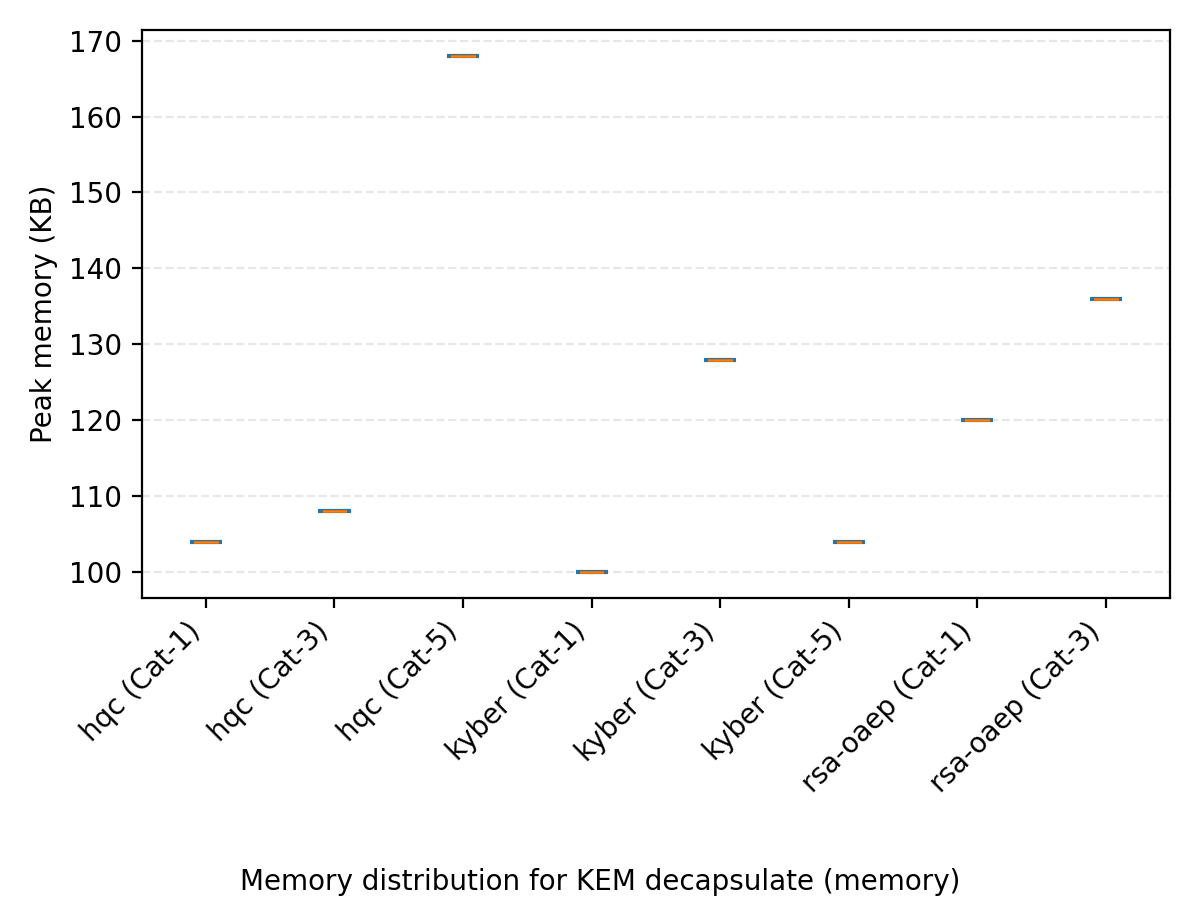 170
160
150
140
130
120
110
100
Peak memory (KB)
hqc (Cat-1)
hqc (Cat-3)
hqc (Cat-5)
kyber (Cat-1)
kyber (Cat-3)
kyber (Cat-5)
rsa-oaep (Cat-1)
rsa-oaep (Cat-3)
Memory distribution for KEM decapsulate (memory)